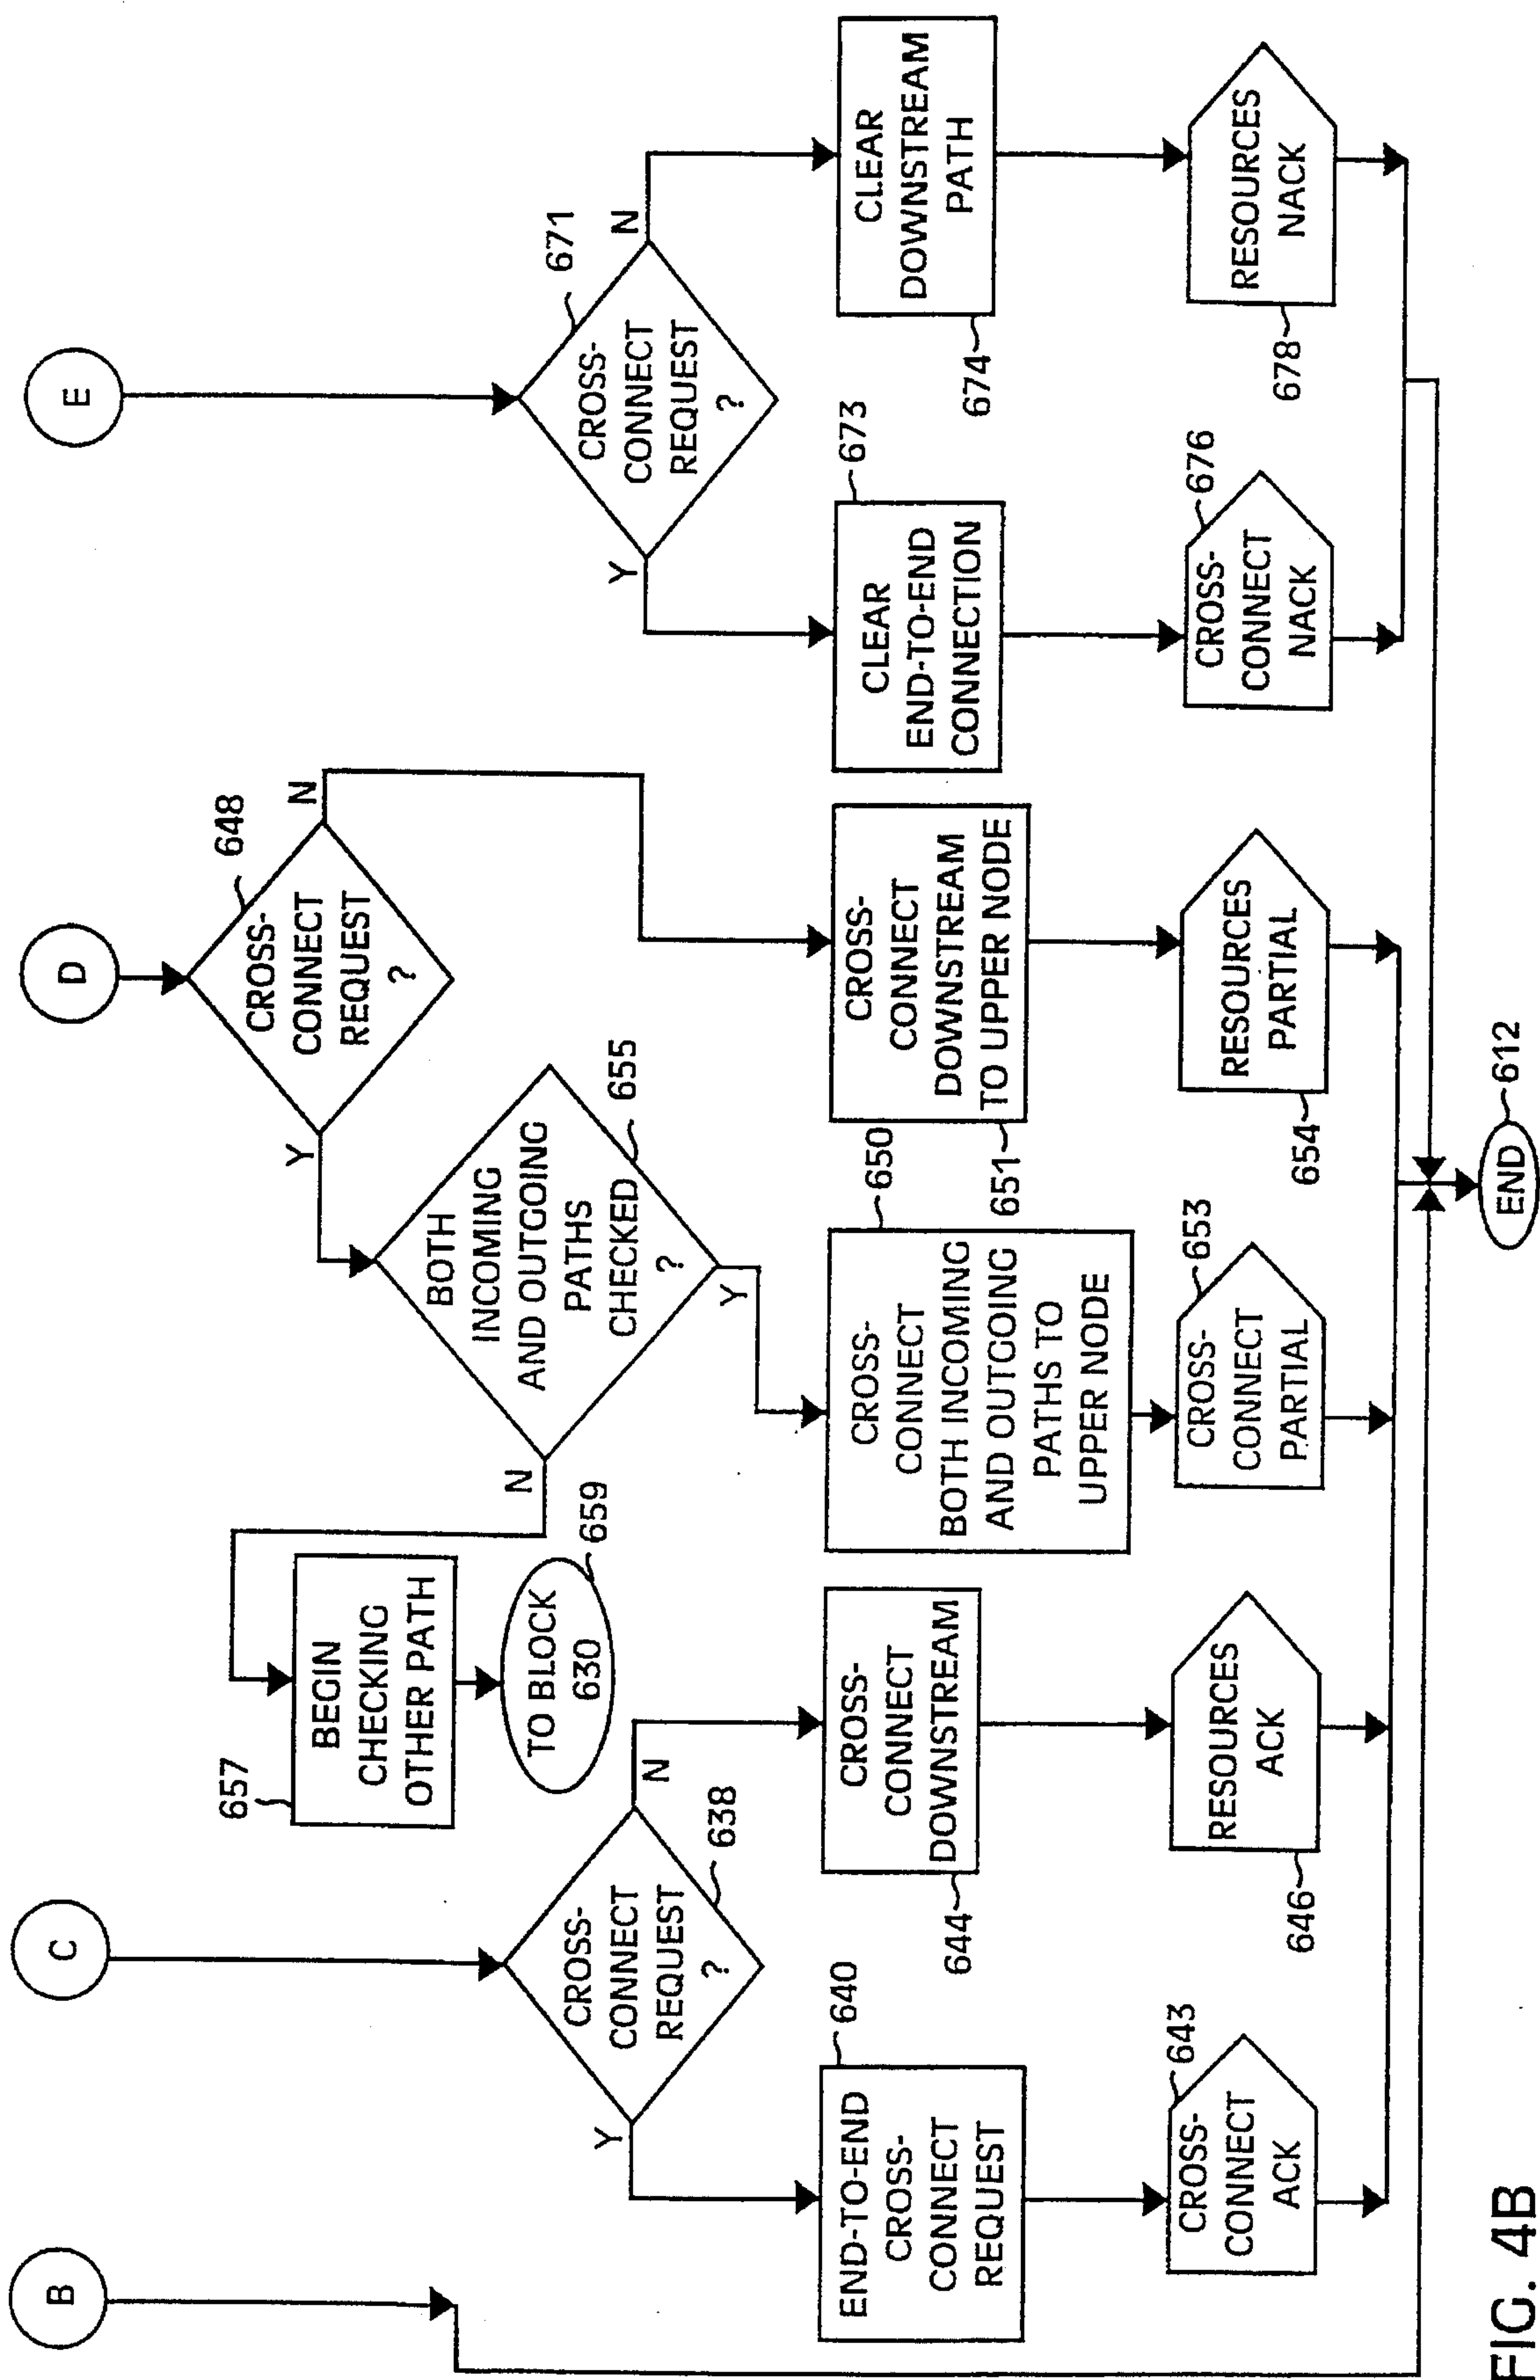 B
C
D
E
648
CROSS-
CONNECT
REQUEST
?
Y
N
657
BEGIN
CHECKING
OTHER PATH
TO BLOCK
630
659
N
BOTH
INCOMING
AND OUTGOING
PATHS
CHECKED
?
655
Y
638
CROSS-
CONNECT
REQUEST
?
Y
N
671
CROSS-
CONNECT
REQUEST
?
Y
N
640
END-TO-END
CROSS-
CONNECT
REQUEST
644
CROSS-
CONNECT
DOWNSTREAM
650
CROSS-
CONNECT
BOTH INCOMING
AND OUTGOING
PATHS TO
UPPER NODE
651
CROSS-
CONNECT
DOWNSTREAM
TO UPPER NODE
673
CLEAR
END-TO-END
CONNECTION
674
CLEAR
DOWNSTREAM
PATH
643
CROSS-
CONNECT
ACK
646
RESOURCES
ACK
653
CROSS-
CONNECT
PARTIAL
654
RESOURCES
PARTIAL
676
CROSS-
CONNECT
NACK
678
RESOURCES
NACK
END
612
FIG. 4B